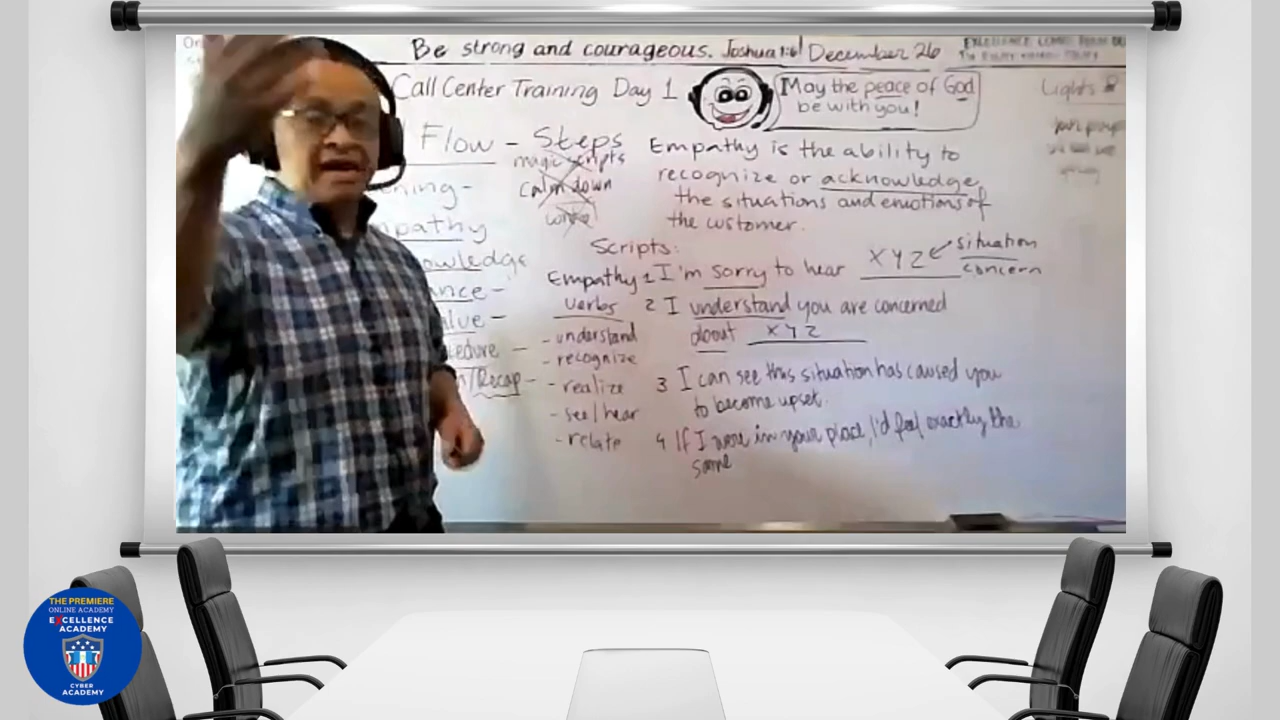 Be strong and courageous. Joshua 1:6! December 26
Call Center Training Day 1
May the peace of God
be with you!
Lights
Flow - Steps
magic scripts
calm down
Empathy is the ability to
recognize or acknowledge
the situations and emotions of
the customer.
Scripts:
Empathy
verbs
- understand
- recognize
- realize
- see/hear
- relate
1 I'm sorry to hear XYZ
situation
concern
2 I understand you are concerned
about XYZ
3 I can see this situation has caused you
to become upset.
4 If I were in your place, I'd feel exactly the
same
/Recap -
THE PREMIERE
ONLINE ACADEMY
EXCELLENCE
ACADEMY
CYBER
ACADEMY